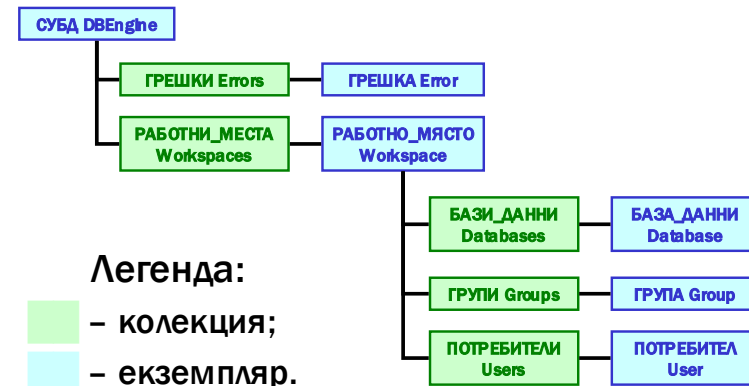 СУБД DBEngine
ГРЕШКИ Errors
ГРЕШКА Error
РАБОТНИ_МЕСТА
Workspaces
РАБОТНО_МЯСТО
Workspace
БАЗИ_ДАННИ
Databases
БАЗА_ДАННИ
Database
Легенда:
– колекция;
– екземпляр.
ГРУПИ Groups
ГРУПА Group
ПОТРЕБИТЕЛИ
Users
ПОТРЕБИТЕЛ
User